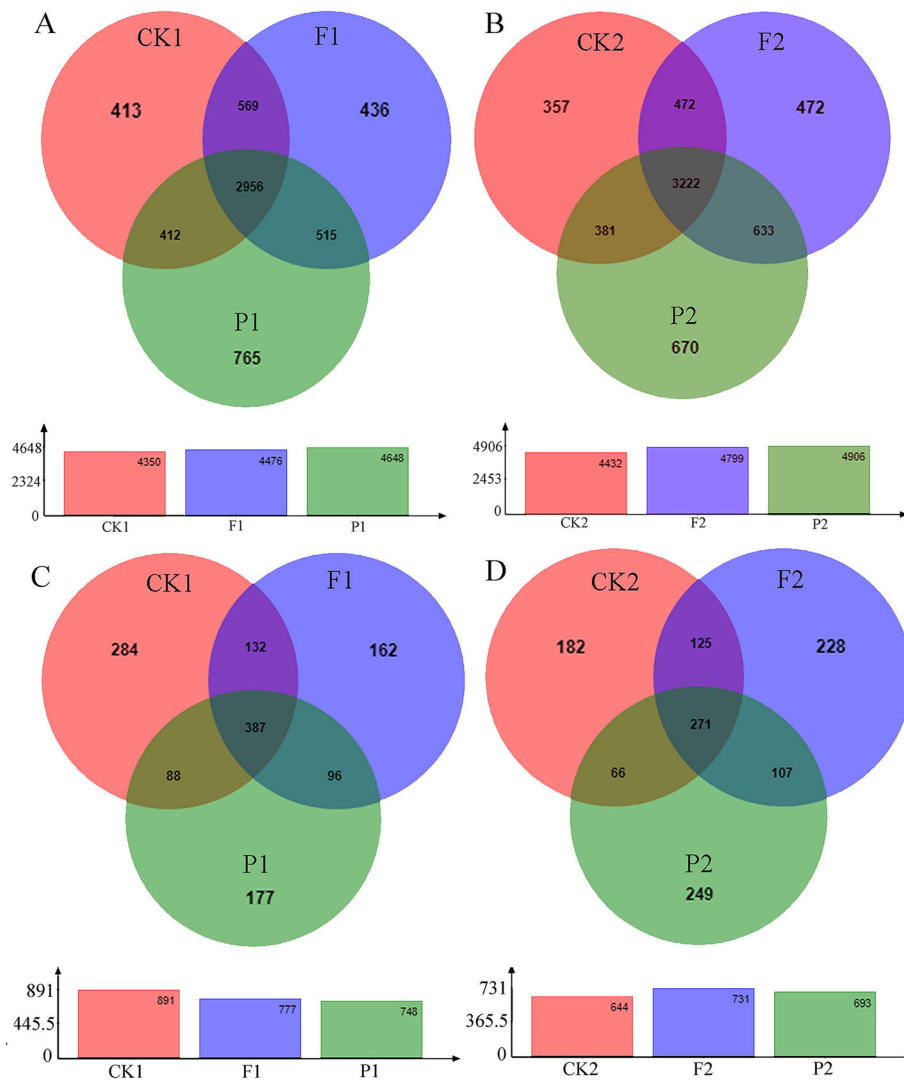 A
CK1
F1
413
569
436
2956
412
515
P1
765
4648
2324
0
4350
4476
4648
CK1
F1
P1
B
CK2
F2
357
472
472
3222
381
633
P2
670
4906
2453
0
4432
4799
4906
CK2
F2
P2
C
CK1
F1
284
132
162
387
88
96
P1
177
891
445.5
0
891
777
748
CK1
F1
P1
D
CK2
F2
182
125
228
271
66
107
P2
249
731
365.5
0
644
731
693
CK2
F2
P2